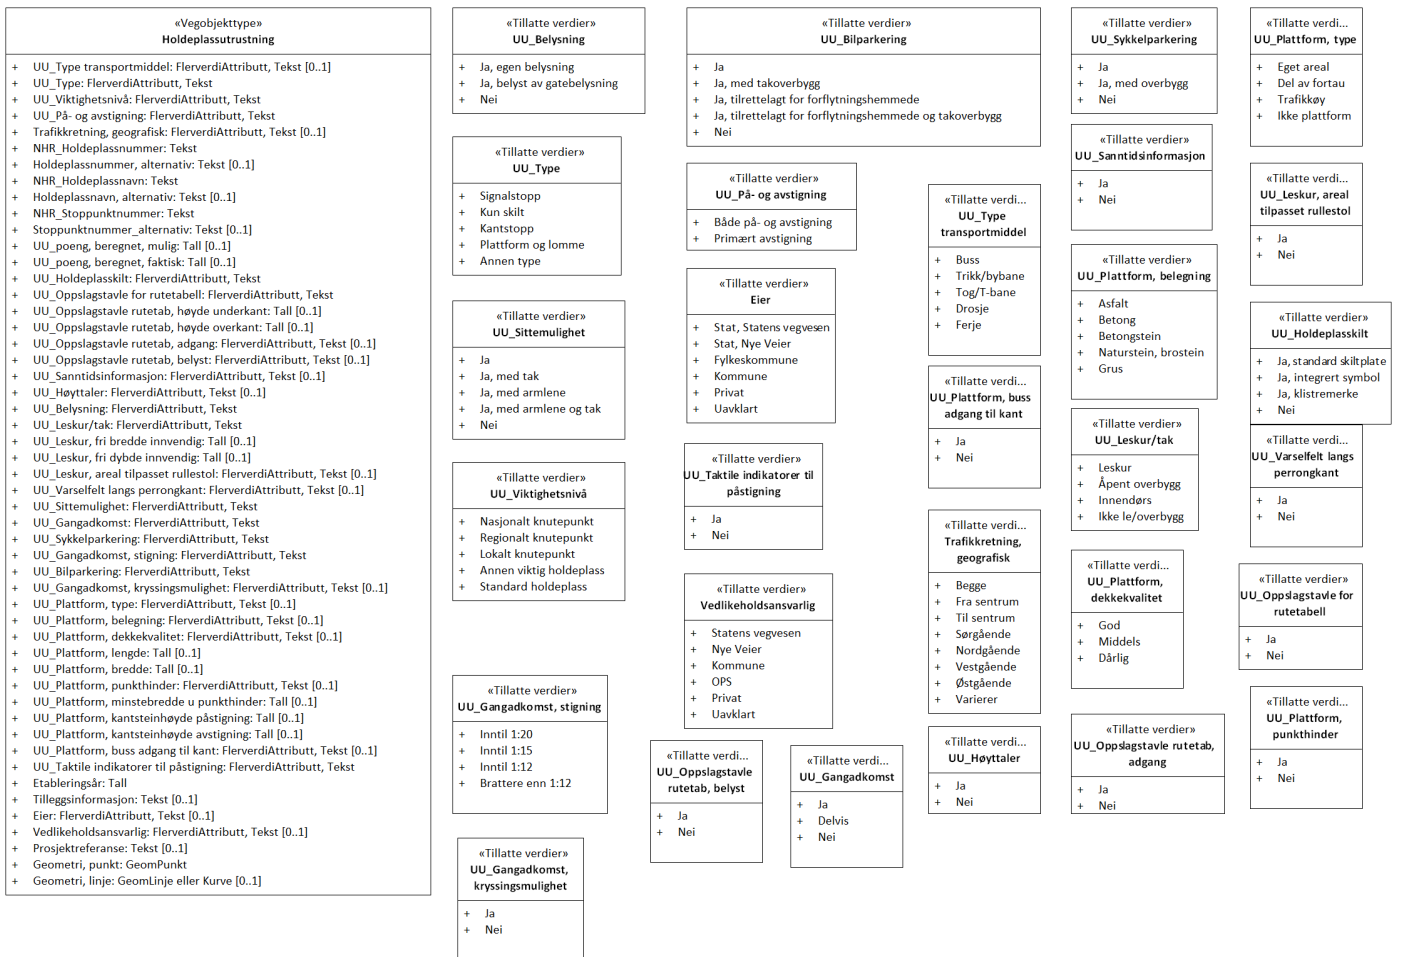 «Vegobjekttype»
Holdeplassutrustning
+ UU_Type transportmiddel: FlerverdiAttributt, Tekst [0..1]
+ UU_Type: FlerverdiAttributt, Tekst
+ UU_Viktighetsnivå: FlerverdiAttributt, Tekst
+ UU_På- og avstigning: FlerverdiAttributt, Tekst
+ Trafikkretning, geografisk: FlerverdiAttributt, Tekst [0..1]
+ NHR_Holdeplassnummer: Tekst
+ Holdeplassnummer, alternativ: Tekst [0..1]
+ NHR_Holdeplassnavn: Tekst
+ Holdeplassnavn, alternativ: Tekst [0..1]
+ NHR_Stoppunktnummer: Tekst
+ Stoppunktnummer_alternativ: Tekst [0..1]
+ UU_poeng, beregnet, mulig: Tall [0..1]
+ UU_poeng, beregnet, faktisk: Tall [0..1]
+ UU_Holdeplasskilt: FlerverdiAttributt, Tekst
+ UU_Oppslagstavle for rutetabell: FlerverdiAttributt, Tekst
+ UU_Oppslagstavle rutetab, høyde underkant: Tall [0..1]
+ UU_Oppslagstavle rutetab, høyde overkant: Tall [0..1]
+ UU_Oppslagstavle rutetab, adgang: FlerverdiAttributt, Tekst [0..1]
+ UU_Oppslagstavle rutetab, belyst: FlerverdiAttributt, Tekst [0..1]
+ UU_Sanntidsinformasjon: FlerverdiAttributt, Tekst [0..1]
+ UU_Høyttaler: FlerverdiAttributt, Tekst [0..1]
+ UU_Belysning: FlerverdiAttributt, Tekst
+ UU_Leskur/tak: FlerverdiAttributt, Tekst
+ UU_Leskur, fri bredde innvendig: Tall [0..1]
+ UU_Leskur, fri dybde innvendig: Tall [0..1]
+ UU_Leskur, areal tilpasset rullestol: FlerverdiAttributt, Tekst [0..1]
+ UU_Varselfelt langs perrongkant: FlerverdiAttributt, Tekst [0..1]
+ UU_Sittemulighet: FlerverdiAttributt, Tekst
+ UU_Gangadkomst: FlerverdiAttributt, Tekst
+ UU_Sykkelparkering: FlerverdiAttributt, Tekst
+ UU_Gangadkomst, stigning: FlerverdiAttributt, Tekst
+ UU_Bilparkering: FlerverdiAttributt, Tekst
+ UU_Gangadkomst, kryssingsmulighet: FlerverdiAttributt, Tekst [0..1]
+ UU_Plattform, type: FlerverdiAttributt, Tekst [0..1]
+ UU_Plattform, belegning: FlerverdiAttributt, Tekst [0..1]
+ UU_Plattform, dekkekvalitet: FlerverdiAttributt, Tekst [0..1]
+ UU_Plattform, lengde: Tall [0..1]
+ UU_Plattform, bredde: Tall [0..1]
+ UU_Plattform, punkthinder: FlerverdiAttributt, Tekst [0..1]
+ UU_Plattform, minstebredde u punkthinder: Tall [0..1]
+ UU_Plattform, kantsteinhøyde påstigning: Tall [0..1]
+ UU_Plattform, kantsteinhøyde avstigning: Tall [0..1]
+ UU_Plattform, buss adgang til kant: FlerverdiAttributt, Tekst [0..1]
+ UU_Taktile indikatorer til påstigning: FlerverdiAttributt, Tekst
+ Etableringsår: Tall
+ Tilleggsinformasjon: Tekst [0..1]
+ Eier: FlerverdiAttributt, Tekst [0..1]
+ Vedlikeholdsansvarlig: FlerverdiAttributt, Tekst [0..1]
+ Prosjektreferanse: Tekst [0..1]
+ Geometri, punkt: GeomPunkt
+ Geometri, linje: GeomLinje eller Kurve [0..1]
«Tillatte verdier»
UU_Belysning
+ Ja, egen belysning
+ Ja, belyst av gatebelysning
+ Nei
«Tillatte verdier»
UU_Type
+ Signalstopp
+ Kun skilt
+ Kantstopp
+ Plattform og lomme
+ Annen type
«Tillatte verdier»
UU_Sittemulighet
+ Ja
+ Ja, med tak
+ Ja, med armlene
+ Ja, med armlene og tak
+ Nei
«Tillatte verdier»
UU_Viktighetsnivå
+ Nasjonalt knutepunkt
+ Regionalt knutepunkt
+ Lokalt knutepunkt
+ Annen viktig holdeplass
+ Standard holdeplass
«Tillatte verdier»
UU_Gangadkomst, stigning
+ Inntil 1:20
+ Inntil 1:15
+ Inntil 1:12
+ Brattere enn 1:12
«Tillatte verdier»
UU_Gangadkomst,
kryssingsmulighet
+ Ja
+ Nei
«Tillatte verdier»
UU_Bilparkering
+ Ja
+ Ja, med takoverbygg
+ Ja, tilrettelagt for forflytningshemmede
+ Ja, tilrettelagt for forflytningshemmede og takoverbygg
+ Nei
«Tillatte verdier»
UU_På- og avstigning
+ Både på- og avstigning
+ Primært avstigning
«Tillatte verdier»
Eier
+ Stat, Statens vegvesen
+ Stat, Nye Veier
+ Fylkeskommune
+ Kommune
+ Privat
+ Uavklart
«Tillatte verdi...
UU_Taktile indikatorer til
påstigning
+ Ja
+ Nei
«Tillatte verdier»
Vedlikeholdsansvarlig
+ Statens vegvesen
+ Nye Veier
+ Kommune
+ OPS
+ Privat
+ Uavklart
«Tillatte verdi...
UU_Oppslagstavle
rutetab, belyst
+ Ja
+ Nei
«Tillatte verdi...
UU_Gangadkomst
+ Ja
+ Delvis
+ Nei
«Tillatte verdi...
UU_Type
transportmiddel
+ Buss
+ Trikk/bybane
+ Tog/T-bane
+ Drosje
+ Ferje
«Tillatte verdi...
UU_Plattform, buss
adgang til kant
+ Ja
+ Nei
«Tillatte verdi...
Trafikkretning,
geografisk
+ Begge
+ Fra sentrum
+ Til sentrum
+ Sørgående
+ Nordgående
+ Vestgående
+ Østgående
+ Varierer
«Tillatte verdi...
UU_Høyttaler
+ Ja
+ Nei
«Tillatte verdier»
UU_Sykkelparkering
+ Ja
+ Ja, med overbygg
+ Nei
«Tillatte verdier»
UU_Sanntidsinformasjon
+ Ja
+ Nei
«Tillatte verdier»
UU_Plattform, belegning
+ Asfalt
+ Betong
+ Betongstein
+ Naturstein, brostein
+ Grus
«Tillatte verdier»
UU_Leskur/tak
+ Leskur
+ Åpent overbygg
+ Innendørs
+ Ikke le/overbygg
«Tillatte verdi...
UU_Plattform,
dekkekvalitet
+ God
+ Middels
+ Dårlig
«Tillatte verdier»
UU_Oppslagstavle rutetab,
adgang
+ Ja
+ Nei
«Tillatte verdi...
UU_Plattform, type
+ Eget areal
+ Del av fortau
+ Trafikkøy
+ Ikke plattform
«Tillatte verdi...
UU_Leskur, areal
tilpasset rullestol
+ Ja
+ Nei
«Tillatte verdier»
UU_Holdeplasskilt
+ Ja, standard skiltplate
+ Ja, integrert symbol
+ Ja, klistremerke
+ Nei
«Tillatte verdi...
UU_Varselfelt langs
perrongkant
+ Ja
+ Nei
«Tillatte verdier»
UU_Oppslagstavle for
rutetabell
+ Ja
+ Nei
«Tillatte verdi...
UU_Plattform,
punkthinder
+ Ja
+ Nei